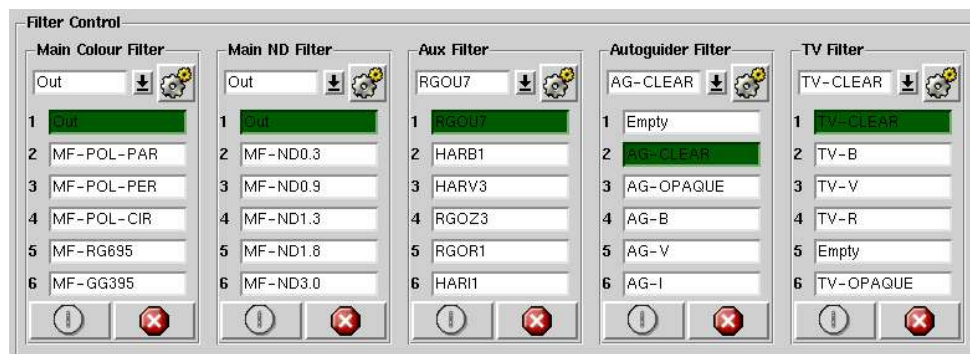 Filter Control
Main Colour Filter
Out
1 Out
2 MF-POL-PAR
3 MF-POL-PER
4 MF-POL-CIR
5 MF-RG695
6 MF-GG395
Main ND Filter
Out
1 Out
2 MF-ND0.3
3 MF-ND0.9
4 MF-ND1.3
5 MF-ND1.8
6 MF-ND3.0
Aux Filter
RGOU7
1 RGOU7
2 HARB1
3 HARV3
4 RGOZ3
5 RGOR1
6 HARI1
Autoguider Filter
AG-CLEAR
1 Empty
2 AG-CLEAR
3 AG-OPAQUE
4 AG-B
5 AG-V
6 AG-I
TV Filter
TV-CLEAR
1 TV-CLEAR
2 TV-B
3 TV-V
4 TV-R
5 Empty
6 TV-OPAQUE